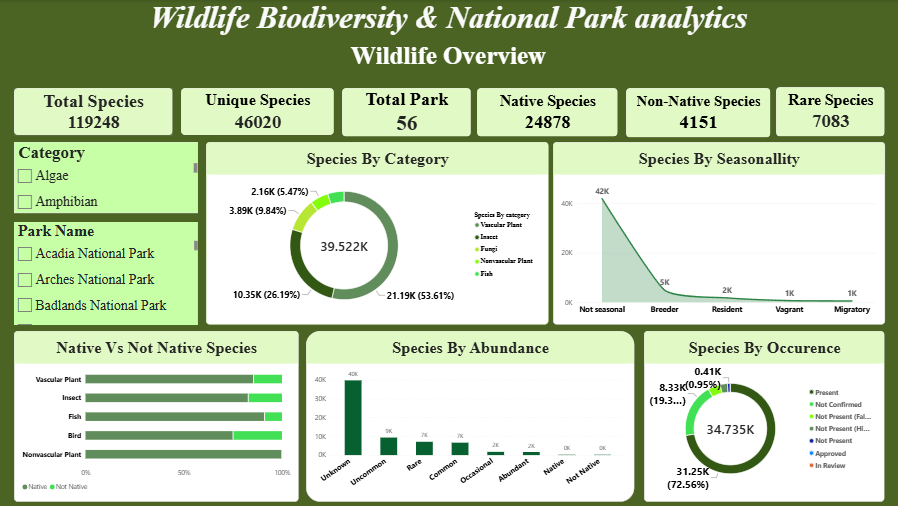 Wildlife Biodiversity & National Park analytics
Wildlife Overview
Total Species
119248
Unique Species
46020
Total Park
56
Native Species
24878
Non-Native Species
4151
Rare Species
7083
Category
Algae
Amphibian
Park Name
Acadia National Park
Arches National Park
Badlands National Park
Species By Category
2.16K (5.47%)
3.89K (9.84%)
39.522K
10.35K (26.19%)
21.19K (53.61%)
Species By category
Vascular Plant
Insect
Fungi
Nonvascular Plant
Fish
Species By Seasonallity
42K
40K
20K
0K
5K
2K
1K
1K
Not seasonal
Breeder
Resident
Vagrant
Migratory
Native Vs Not Native Species
Vascular Plant
Insect
Fish
Bird
Nonvascular Plant
0%
50%
100%
Native
Not Native
Species By Abundance
40K
30K
20K
10K
0K
40K
9K
7K
7K
2K
2K
0K
0K
Unknown
Uncommon
Rare
Common
Occasional
Abundant
Native
Not Native
Species By Occurence
0.41K
(0.95%)
8.33K
(19.3...)
34.735K
31.25K
(72.56%)
Present
Not Confirmed
Not Present (Fal...
Not Present (Hi...
Not Present
Approved
In Review